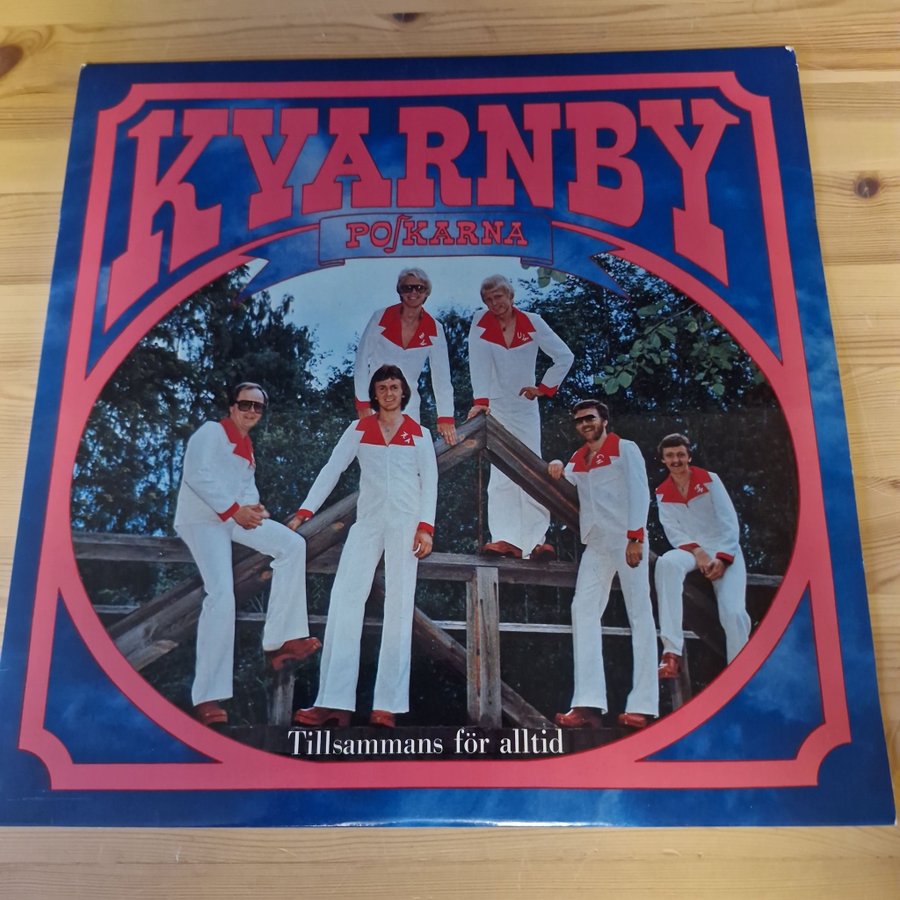 KVARNBY
POJKARNA
Tillsammans för alltid